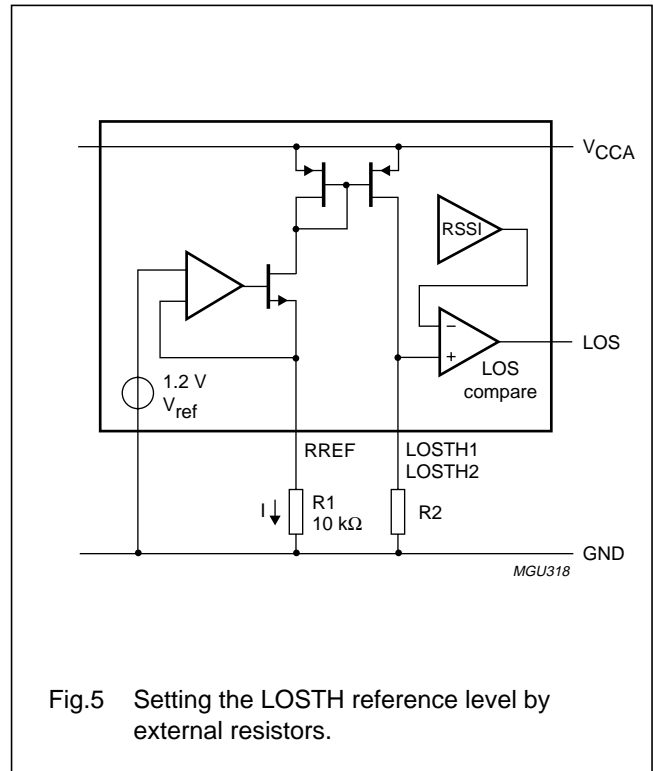 V_CCA
RSSI
−
+
LOS
LOS
compare
1.2 V
V_ref
RREF
LOSTH1
LOSTH2
I
R1
10 kΩ
R2
GND
MGU318
Fig.5 Setting the LOSTH reference level by
external resistors.